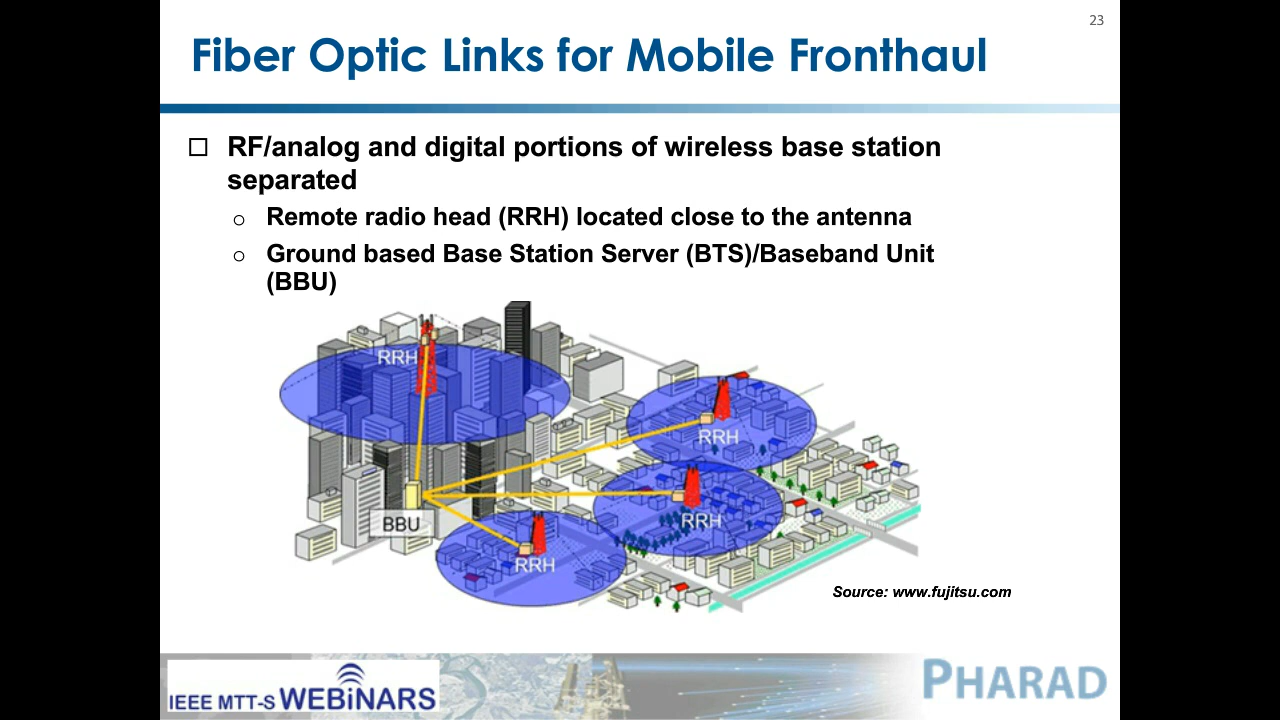 23
Fiber Optic Links for Mobile Fronthaul
RF/analog and digital portions of wireless base station
separated
Remote radio head (RRH) located close to the antenna
Ground based Base Station Server (BTS)/Baseband Unit
(BBU)
RRH
RRH
RRH
BBU
RRH
Source: www.fujitsu.com
IEEE MTT-S WEBiNARS
PHARAD